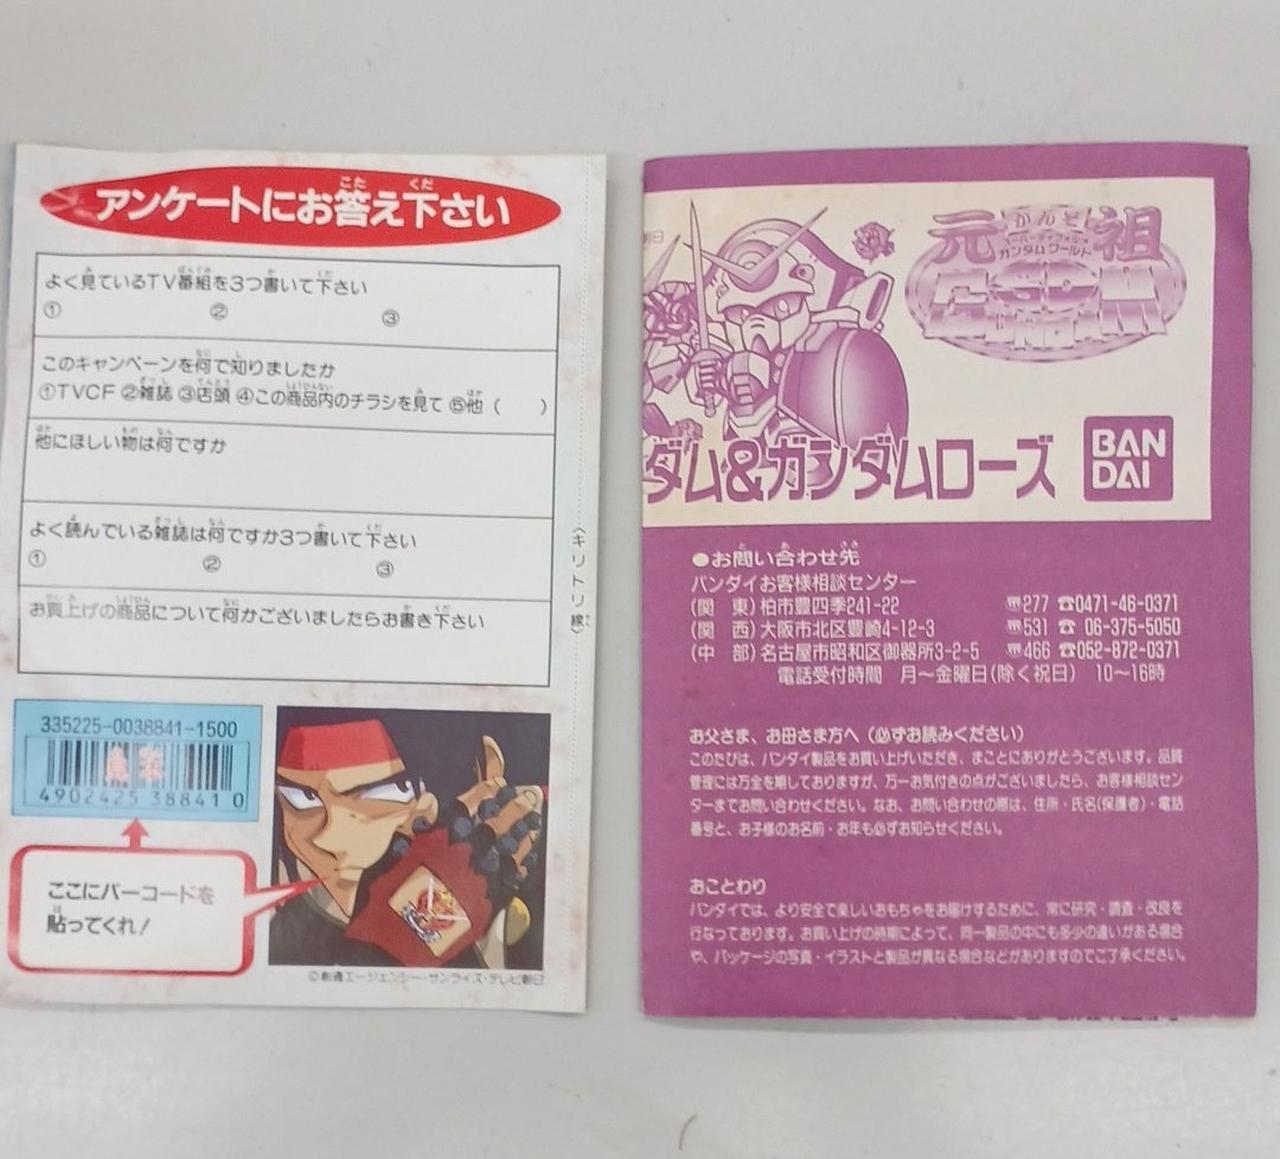 アンケートにお答え下さい
よく見ているTV番組を3つ書いて下さい
① ② ③
このキャンペーンを何で知りましたか
①TVCF ②雑誌 ③店頭 ④この商品内のチラシを見て ⑤他 ( )
他にほしい物は何ですか
よく読んでいる雑誌は何ですか3つ書いて下さい
① ② ③
お買上げの商品について何かございましたらお書き下さい
〈キリトリ線〉
335225-0038841-1500
4902425 388410
ここにバーコードを
貼ってくれ!
©創通エージェンシー・サンライズ・テレビ朝日
朝日
元祖
がんそ
スーパーディフォルメ
ガンダムワールド
SD
GUNDAM
ダム&ガンダムローズ
BAN
DAI
●お問い合わせ先
バンダイお客様相談センター
(関 東)柏市豊四季241-22 〒277 ☎0471-46-0371
(関 西)大阪市北区豊崎4-12-3 〒531 ☎ 06-375-5050
(中 部)名古屋市昭和区御器所3-2-5 〒466 ☎052-872-0371
電話受付時間 月〜金曜日(除く祝日) 10〜16時
お父さま、お母さま方へ(必ずお読みください)
このたびは、バンダイ製品をお買い上げいただき、まことにありがとうございます。品質
管理には万全を期しておりますが、万一お気付きの点がございましたら、お客様相談セン
ターまでお問い合わせください。なお、お問い合わせの際は、住所・氏名(保護者)・電話
番号と、お子様のお名前・お年も必ずお知らせください。
おことわり
バンダイでは、より安全で楽しいおもちゃをお届けするために、常に研究・調査・改良を
行なっております。お買い上げの時期によって、同一製品の中にも多少の違いがある場合
や、パッケージの写真・イラストと製品が異なる場合などがありますのでご了承ください。